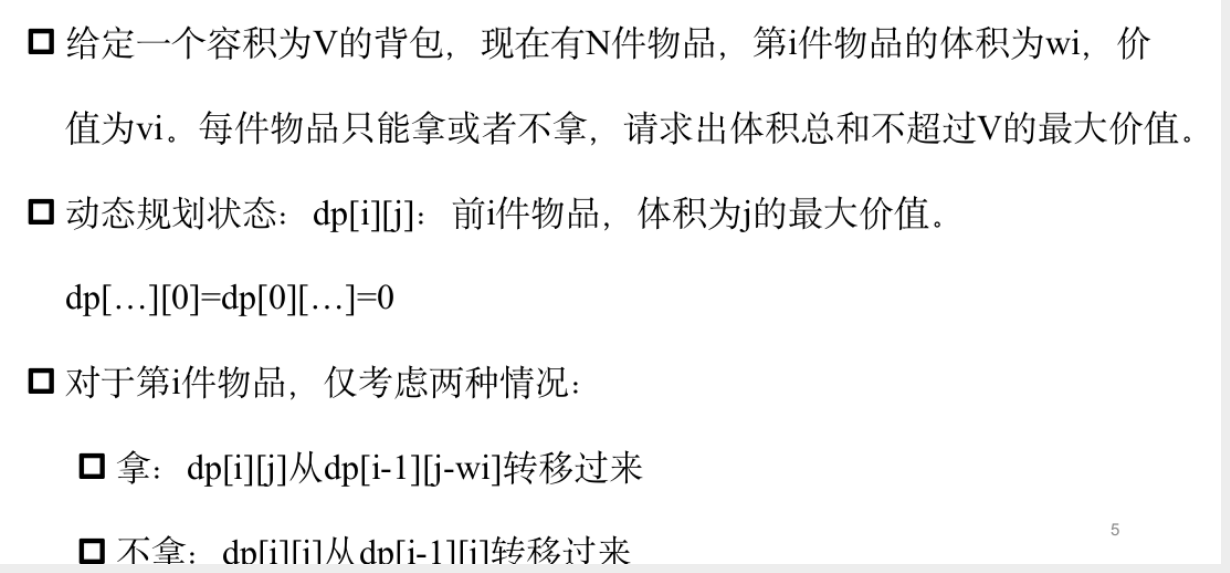 给定一个容积为V的背包，现在有N件物品，第i件物品的体积为wi，价
值为vi。每件物品只能拿或者不拿，请求出体积总和不超过V的最大价值。
动态规划状态：dp[i][j]：前i件物品，体积为j的最大价值。
dp[…][0]=dp[0][…]=0
对于第i件物品，仅考虑两种情况：
拿：dp[i][j]从dp[i-1][j-wi]转移过来
5
不拿：dp[i][j]从dp[i-1][j]转移过来